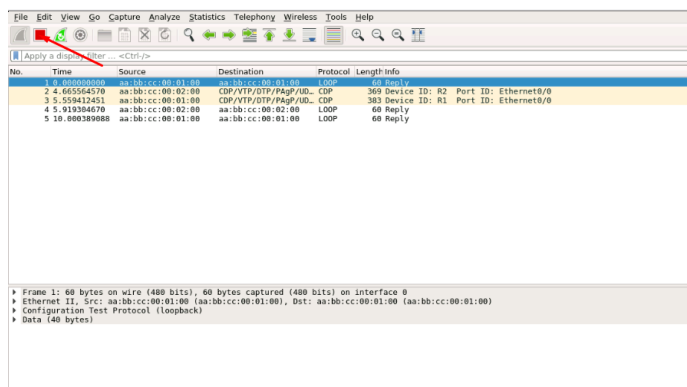 File Edit View Go Capture Analyze Statistics Telephony Wireless Tools Help
Apply a display filter ... <Ctrl-/>
No. Time Source Destination Protocol Length Info
1 0.000000000 aa:bb:cc:00:01:00 aa:bb:cc:00:01:00 LOOP 60 Reply
2 4.665564570 aa:bb:cc:00:02:00 CDP/VTP/DTP/PAgP/UD… CDP 369 Device ID: R2 Port ID: Ethernet0/0
3 5.559412451 aa:bb:cc:00:01:00 CDP/VTP/DTP/PAgP/UD… CDP 383 Device ID: R1 Port ID: Ethernet0/0
4 5.919304670 aa:bb:cc:00:02:00 aa:bb:cc:00:02:00 LOOP 60 Reply
5 10.000389088 aa:bb:cc:00:01:00 aa:bb:cc:00:01:00 LOOP 60 Reply
Frame 1: 60 bytes on wire (480 bits), 60 bytes captured (480 bits) on interface 0
Ethernet II, Src: aa:bb:cc:00:01:00 (aa:bb:cc:00:01:00), Dst: aa:bb:cc:00:01:00 (aa:bb:cc:00:01:00)
Configuration Test Protocol (loopback)
Data (40 bytes)